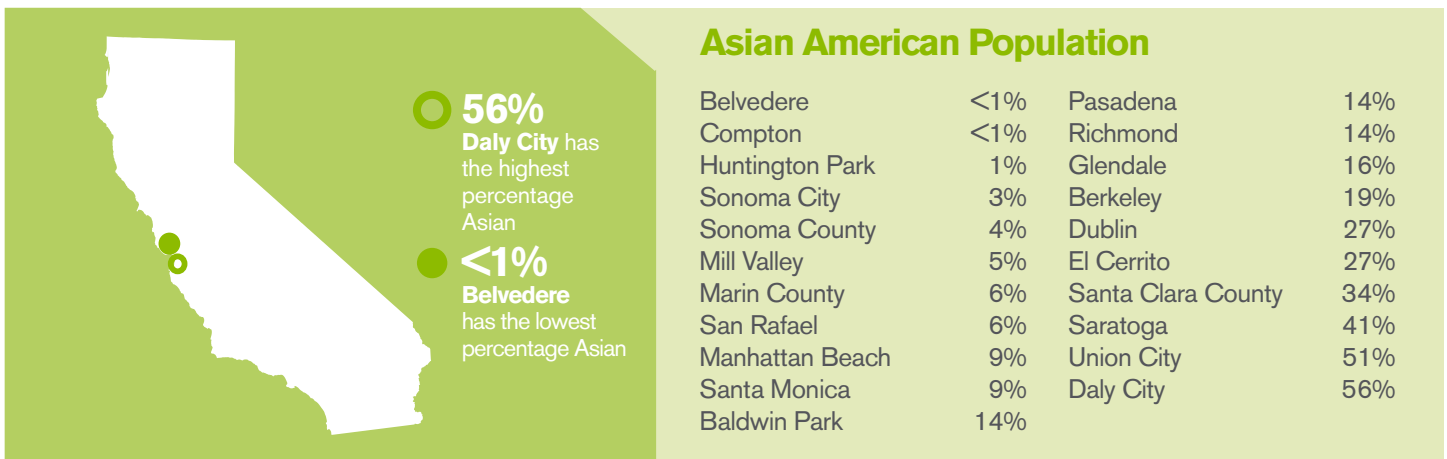 56%
Daly City has
the highest
percentage
Asian
<1%
Belvedere
has the lowest
percentage Asian
Asian American Population
Belvedere <1%
Compton <1%
Huntington Park 1%
Sonoma City 3%
Sonoma County 4%
Mill Valley 5%
Marin County 6%
San Rafael 6%
Manhattan Beach 9%
Santa Monica 9%
Baldwin Park 14%
Pasadena 14%
Richmond 14%
Glendale 16%
Berkeley 19%
Dublin 27%
El Cerrito 27%
Santa Clara County 34%
Saratoga 41%
Union City 51%
Daly City 56%